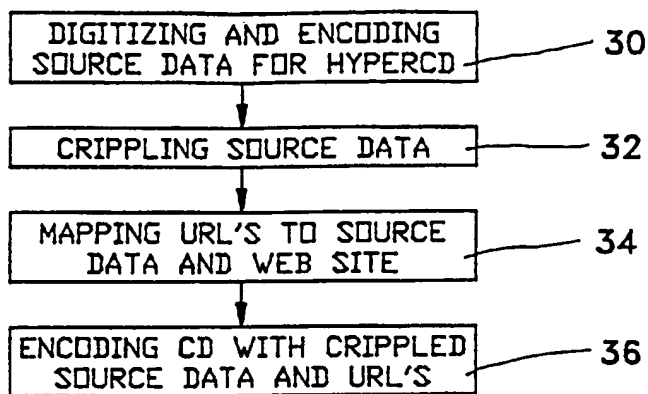 DIGITIZING AND ENCODING
SOURCE DATA FOR HYPERCD
30
CRIPPLING SOURCE DATA
32
MAPPING URL'S TO SOURCE
DATA AND WEB SITE
34
ENCODING CD WITH CRIPPLED
SOURCE DATA AND URL'S
36